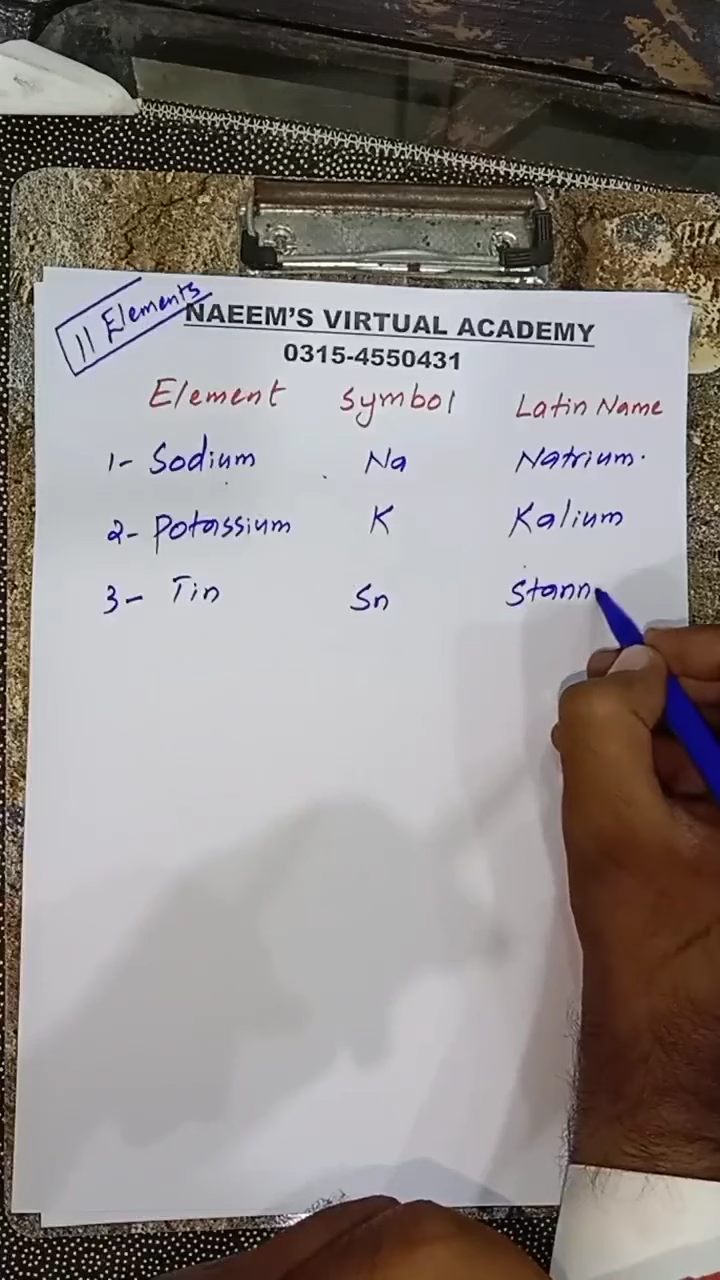 11 Elements
NAEEM'S VIRTUAL ACADEMY
0315-4550431
Element Symbol Latin Name
1- Sodium Na Natrium.
2- Potassium K Kalium
3- Tin Sn Stann